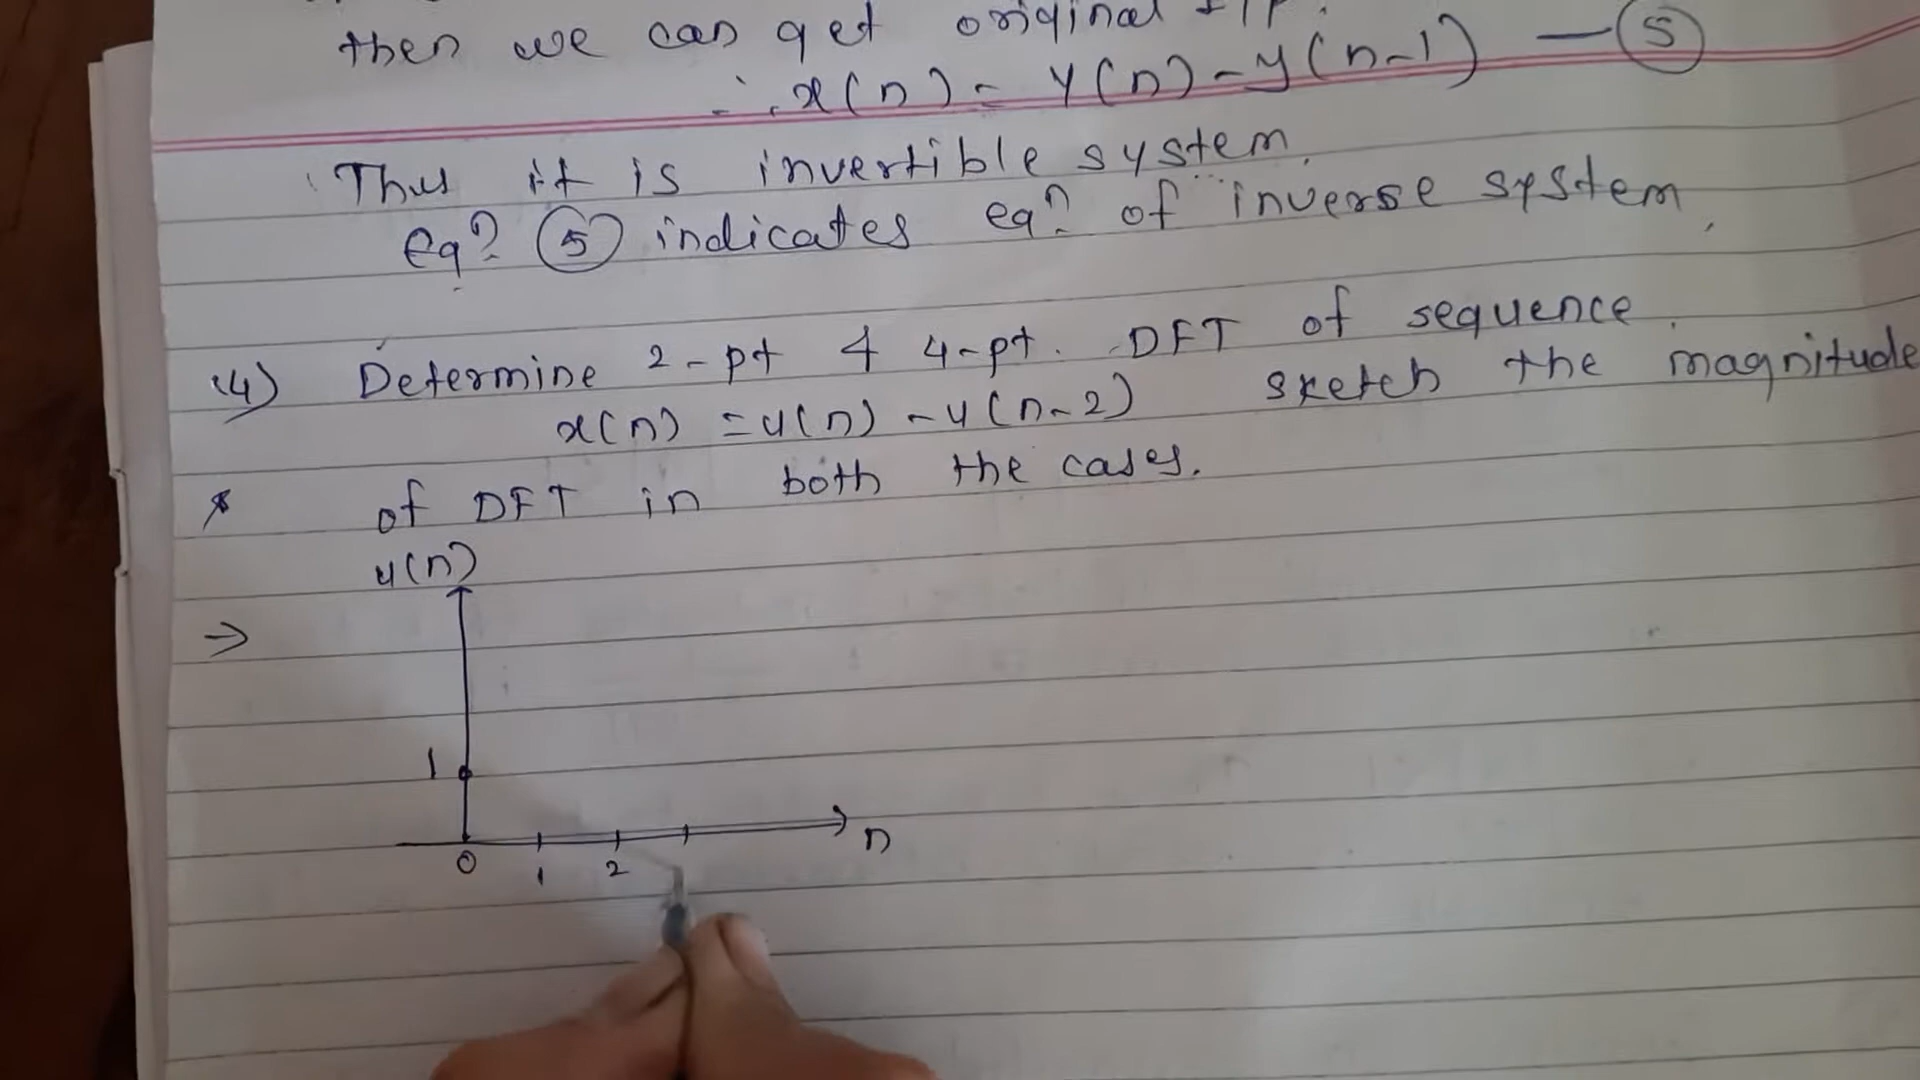 then we can get original I/P.
∴ x(n) = y(n) - y(n-1) — (5)
Thus it is invertible system.
eqn. (5) indicates eqn. of inverse system.
(4) Determine 2-pt & 4-pt. DFT of sequence.
x(n) = u(n) - u(n-2) sketch the magnitude
of DFT in both the cases.
u(n)
→
1
n
0 1 2